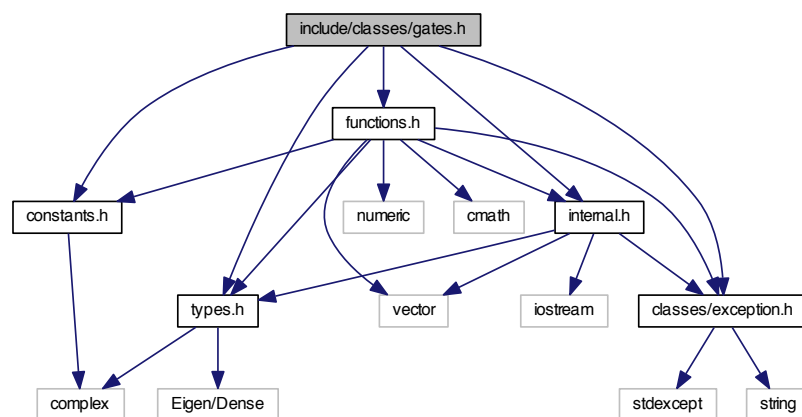 include/classes/gates.h
functions.h
constants.h
numeric
cmath
internal.h
types.h
vector
iostream
classes/exception.h
complex
Eigen/Dense
stdexcept
string